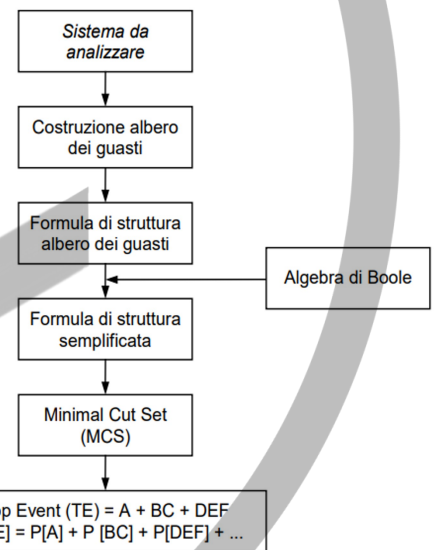 Sistema da
analizzare
Costruzione albero
dei guasti
Formula di struttura
albero dei guasti
Algebra di Boole
Formula di struttura
semplificata
Minimal Cut Set
(MCS)
op Event (TE) = A + BC + DEF
E] = P[A] + P [BC] + P[DEF] + ...